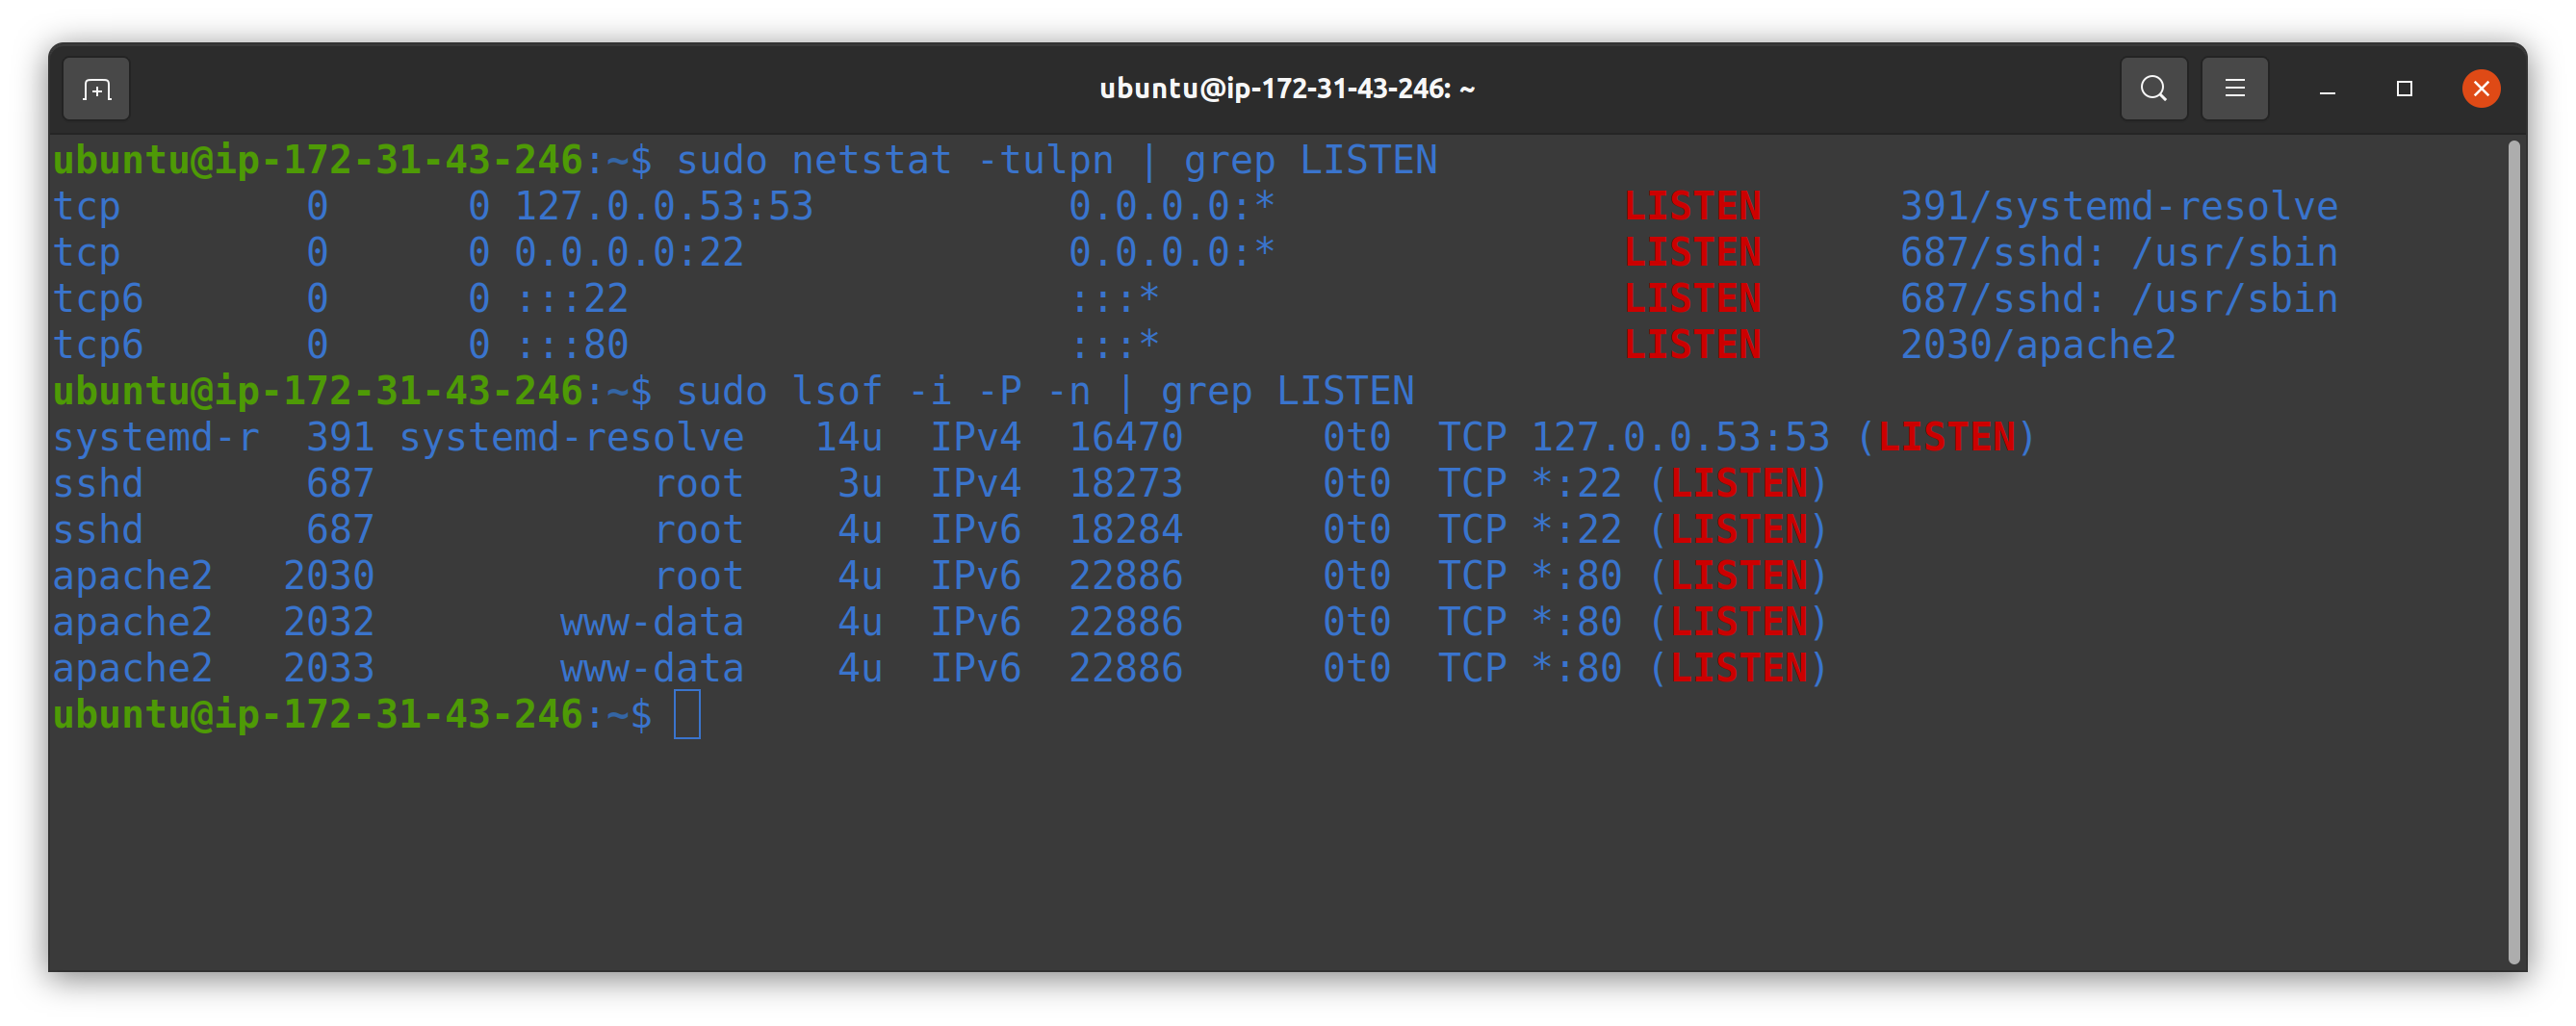 ubuntu@ip-172-31-43-246: ~
ubuntu@ip-172-31-43-246:~$ sudo netstat -tulpn | grep LISTEN
tcp        0      0 127.0.0.53:53           0.0.0.0:*               LISTEN      391/systemd-resolve
tcp        0      0 0.0.0.0:22              0.0.0.0:*               LISTEN      687/sshd: /usr/sbin
tcp6       0      0 :::22                   :::*                    LISTEN      687/sshd: /usr/sbin
tcp6       0      0 :::80                   :::*                    LISTEN      2030/apache2
ubuntu@ip-172-31-43-246:~$ sudo lsof -i -P -n | grep LISTEN
systemd-r  391 systemd-resolve   14u  IPv4  16470      0t0  TCP 127.0.0.53:53 (LISTEN)
sshd       687            root    3u  IPv4  18273      0t0  TCP *:22 (LISTEN)
sshd       687            root    4u  IPv6  18284      0t0  TCP *:22 (LISTEN)
apache2   2030            root    4u  IPv6  22886      0t0  TCP *:80 (LISTEN)
apache2   2032        www-data    4u  IPv6  22886      0t0  TCP *:80 (LISTEN)
apache2   2033        www-data    4u  IPv6  22886      0t0  TCP *:80 (LISTEN)
ubuntu@ip-172-31-43-246:~$